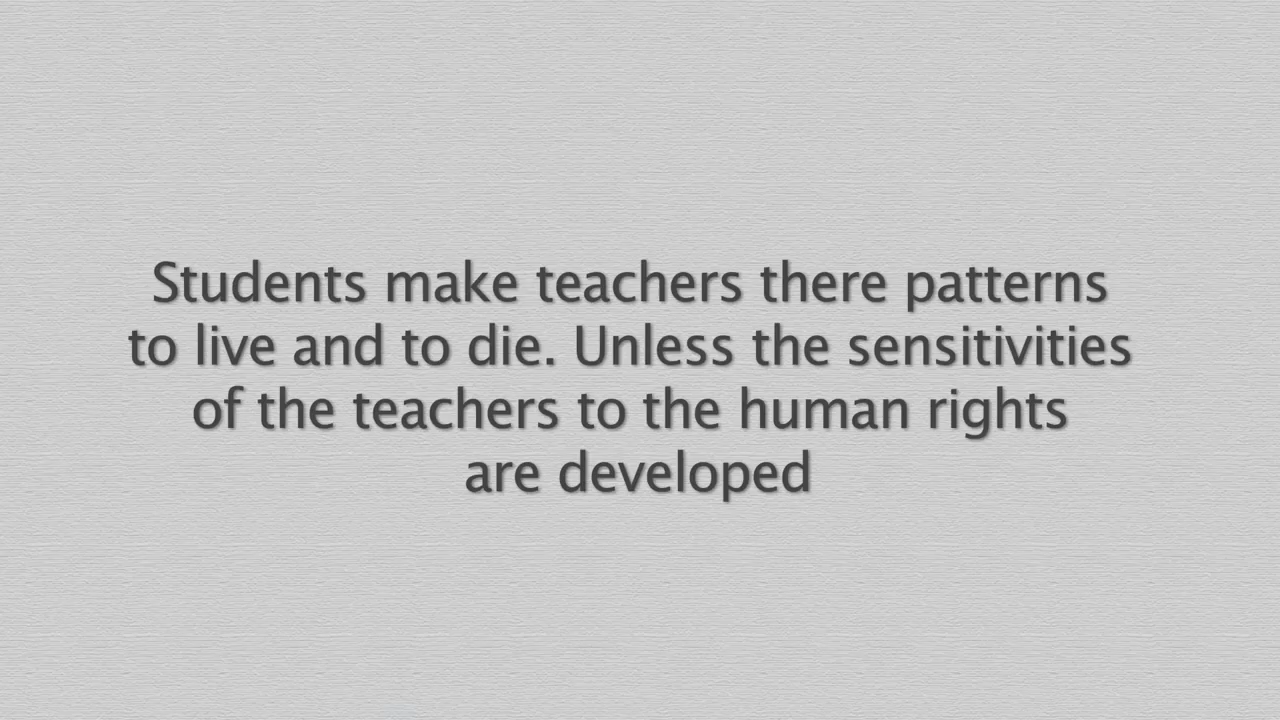 Students make teachers there patterns
to live and to die. Unless the sensitivities
of the teachers to the human rights
are developed